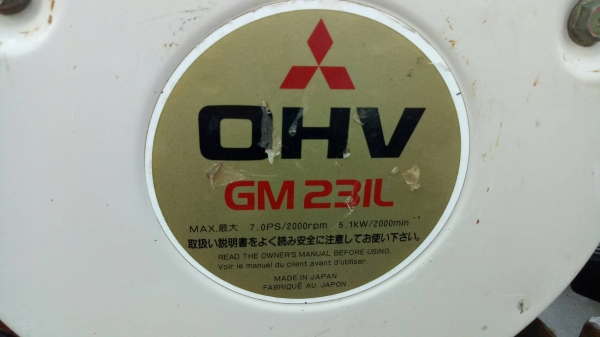 OHV
GM 231L
MAX.最大 7.0PS/2000rpm 5.1kW/2000min
取扱い説明書をよく読み安全に注意してお使い下さい。
READ THE OWNER'S MANUAL BEFORE USING.
Voir le manuel du client avant d'utiliser.
MADE IN JAPAN
FABRIQUÉ AU JAPON